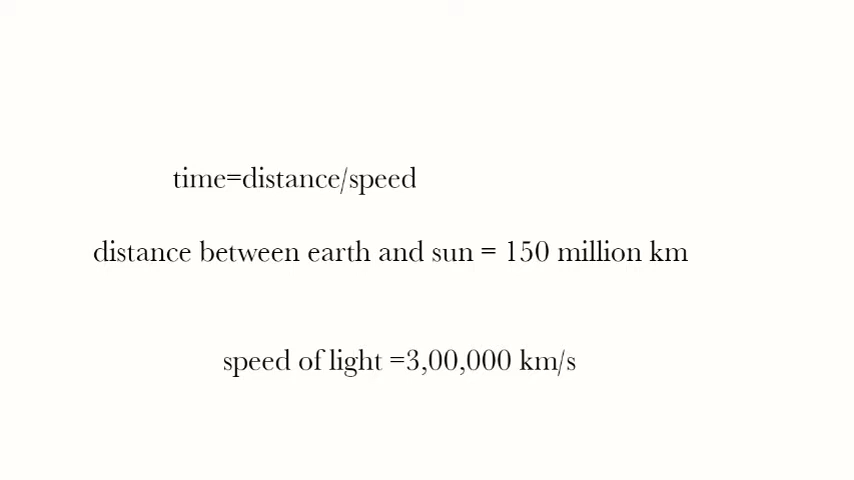 time=distance/speed
distance between earth and sun = 150 million km
speed of light =3,00,000 km/s